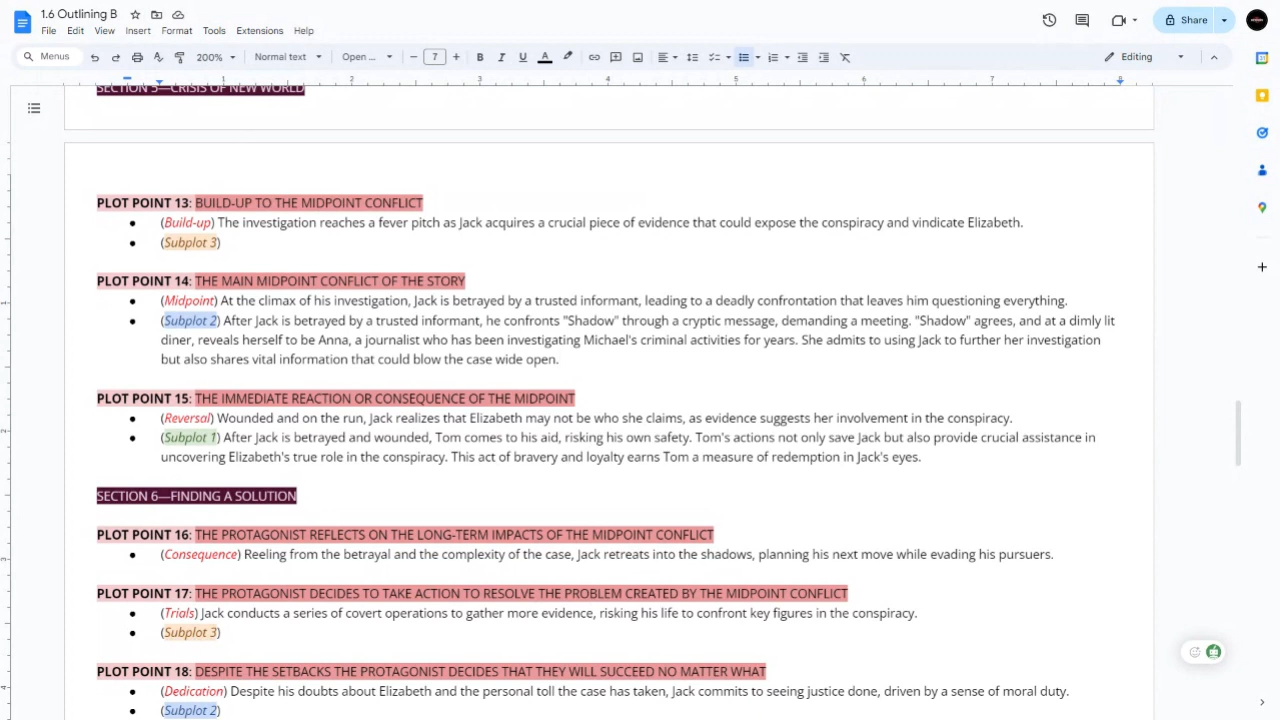 1.6 Outlining B
File Edit View Insert Format Tools Extensions Help
Share
Menus 200% Normal text Open ... 7 Editing
1 2 3 4 5 6 7
SECTION 5—CRISIS OF NEW WORLD
PLOT POINT 13: BUILD-UP TO THE MIDPOINT CONFLICT
● (Build-up) The investigation reaches a fever pitch as Jack acquires a crucial piece of evidence that could expose the conspiracy and vindicate Elizabeth.
● (Subplot 3)
PLOT POINT 14: THE MAIN MIDPOINT CONFLICT OF THE STORY
● (Midpoint) At the climax of his investigation, Jack is betrayed by a trusted informant, leading to a deadly confrontation that leaves him questioning everything.
● (Subplot 2) After Jack is betrayed by a trusted informant, he confronts "Shadow" through a cryptic message, demanding a meeting. "Shadow" agrees, and at a dimly lit
diner, reveals herself to be Anna, a journalist who has been investigating Michael's criminal activities for years. She admits to using Jack to further her investigation
but also shares vital information that could blow the case wide open.
PLOT POINT 15: THE IMMEDIATE REACTION OR CONSEQUENCE OF THE MIDPOINT
● (Reversal) Wounded and on the run, Jack realizes that Elizabeth may not be who she claims, as evidence suggests her involvement in the conspiracy.
● (Subplot 1) After Jack is betrayed and wounded, Tom comes to his aid, risking his own safety. Tom's actions not only save Jack but also provide crucial assistance in
uncovering Elizabeth's true role in the conspiracy. This act of bravery and loyalty earns Tom a measure of redemption in Jack's eyes.
SECTION 6—FINDING A SOLUTION
PLOT POINT 16: THE PROTAGONIST REFLECTS ON THE LONG-TERM IMPACTS OF THE MIDPOINT CONFLICT
● (Consequence) Reeling from the betrayal and the complexity of the case, Jack retreats into the shadows, planning his next move while evading his pursuers.
PLOT POINT 17: THE PROTAGONIST DECIDES TO TAKE ACTION TO RESOLVE THE PROBLEM CREATED BY THE MIDPOINT CONFLICT
● (Trials) Jack conducts a series of covert operations to gather more evidence, risking his life to confront key figures in the conspiracy.
● (Subplot 3)
PLOT POINT 18: DESPITE THE SETBACKS THE PROTAGONIST DECIDES THAT THEY WILL SUCCEED NO MATTER WHAT
● (Dedication) Despite his doubts about Elizabeth and the personal toll the case has taken, Jack commits to seeing justice done, driven by a sense of moral duty.
● (Subplot 2)